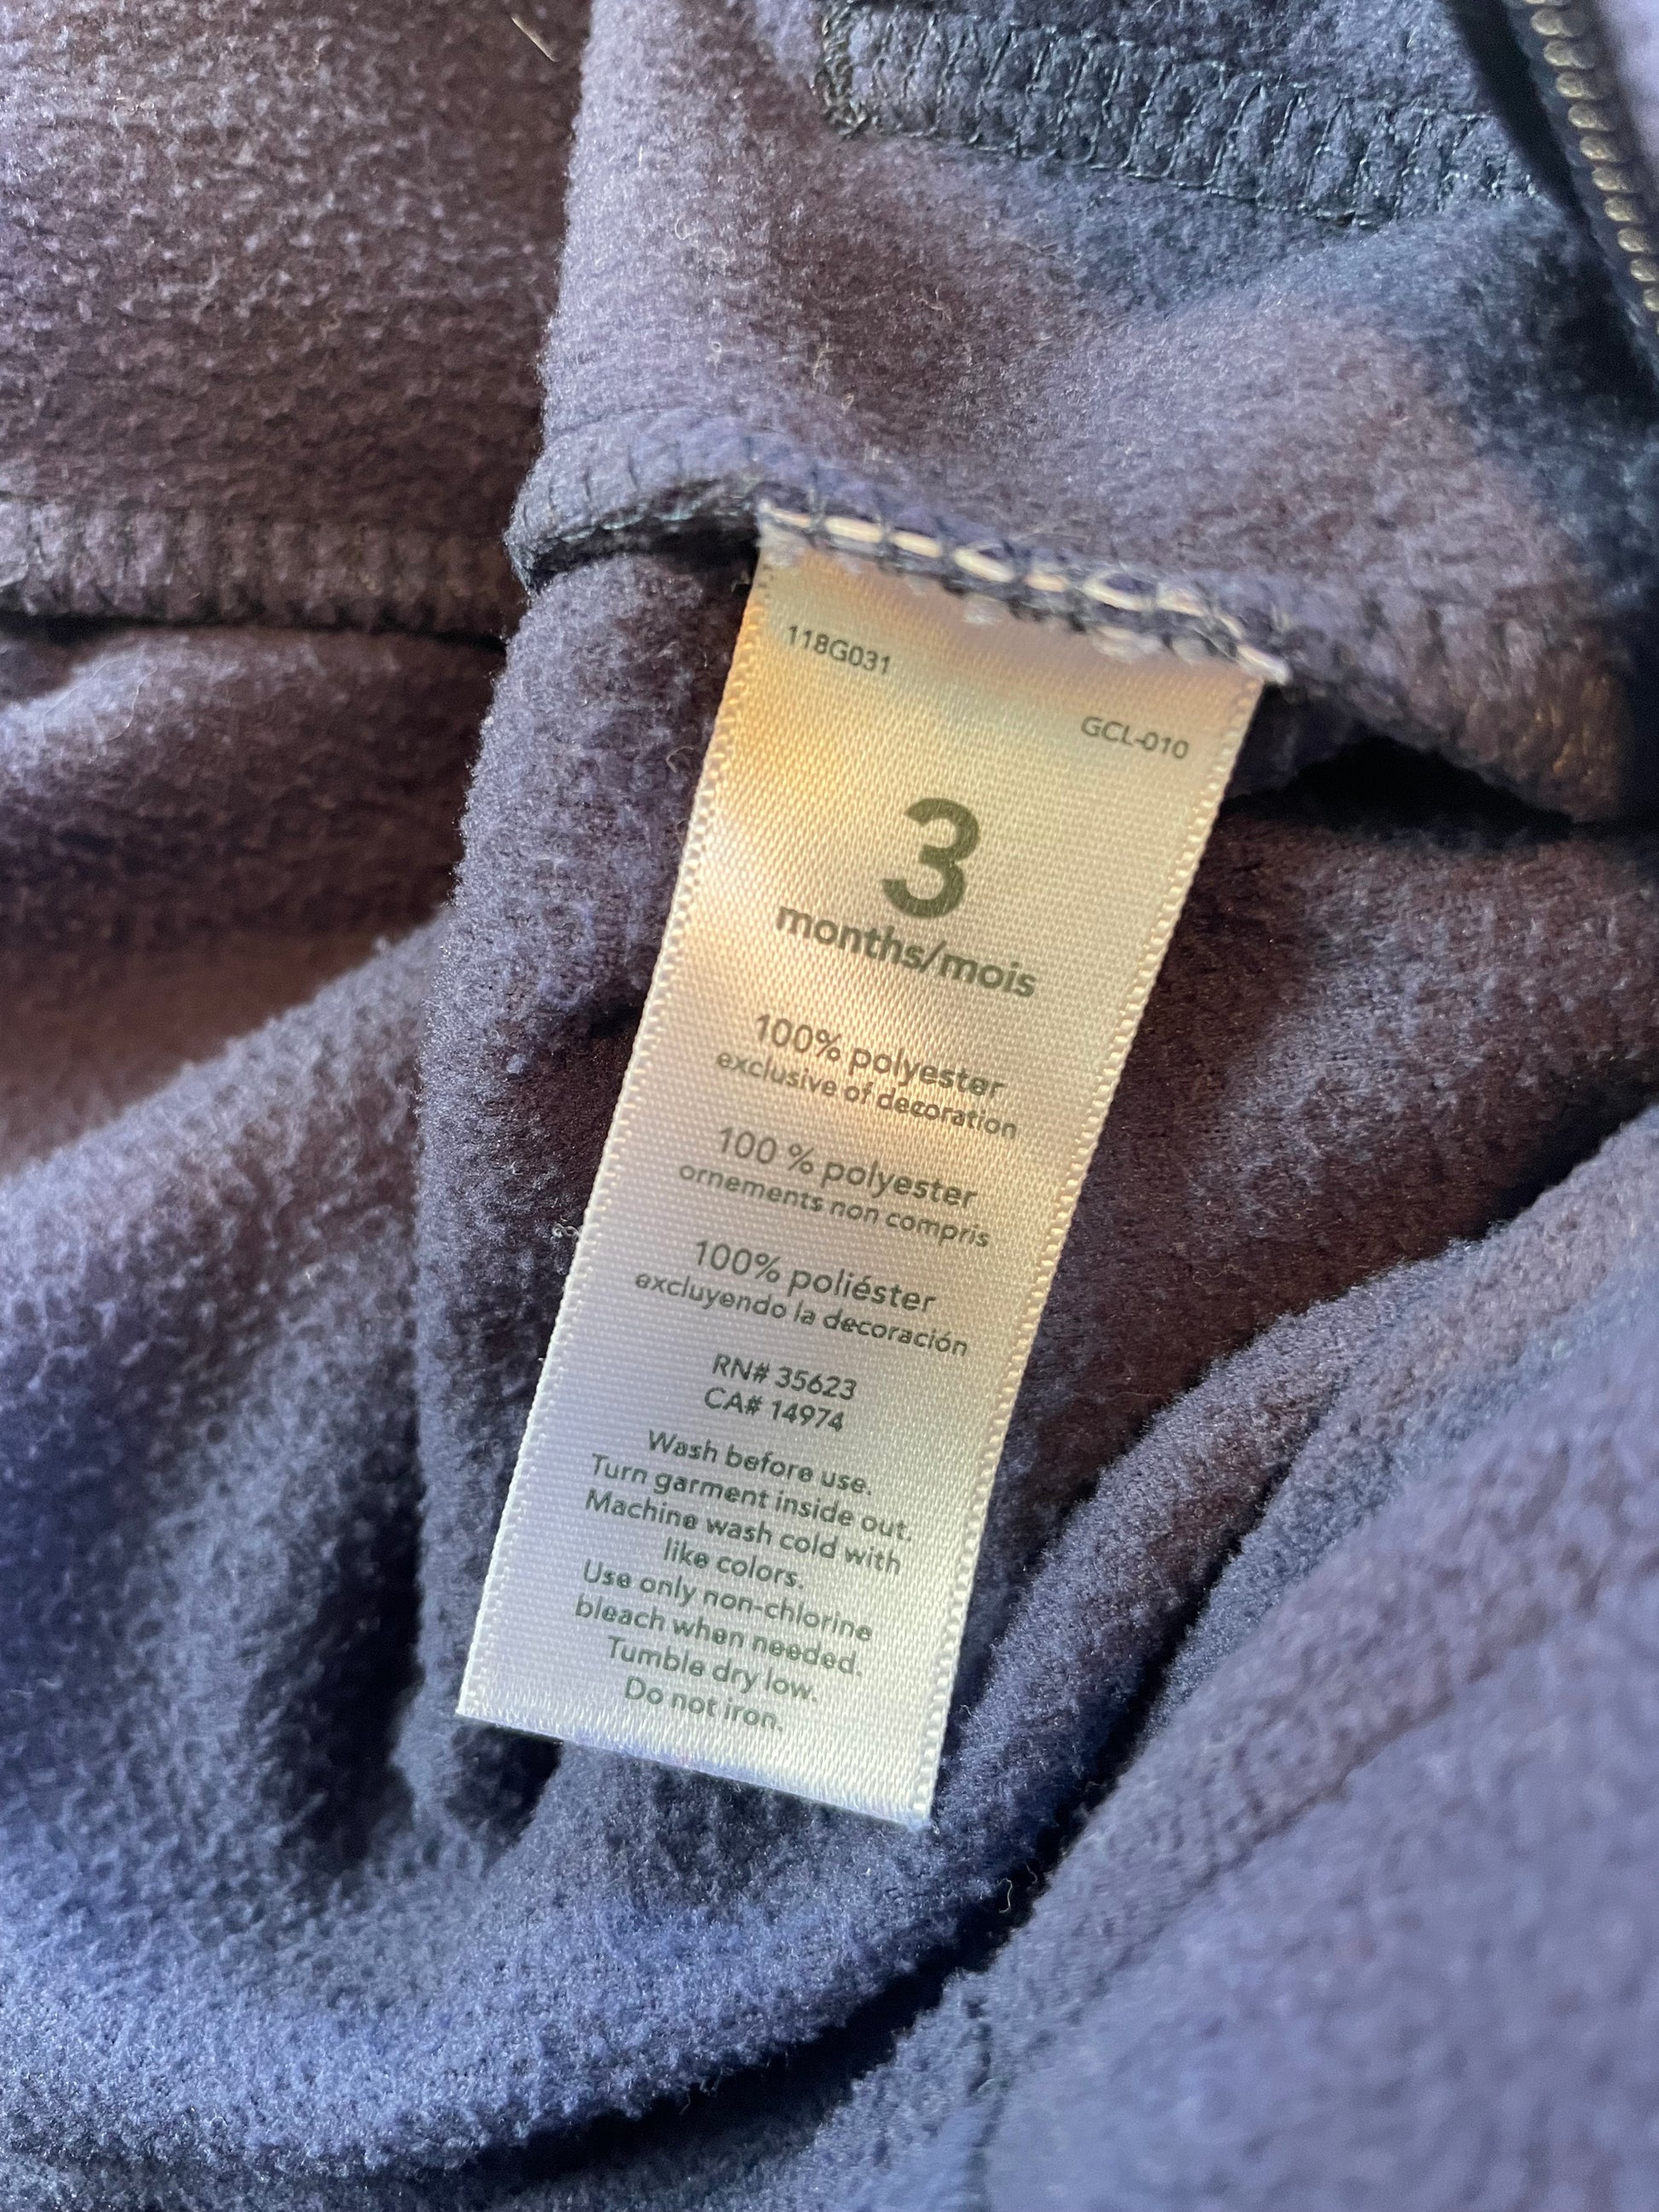 118G031
GCL-010
3
months/mois
100% polyester
exclusive of decoration
100 % polyester
ornements non compris
100% poliéster
excluyendo la decoración
RN# 35623
CA# 14974
Wash before use.
Turn garment inside out.
Machine wash cold with
like colors.
Use only non-chlorine
bleach when needed.
Tumble dry low.
Do not iron.